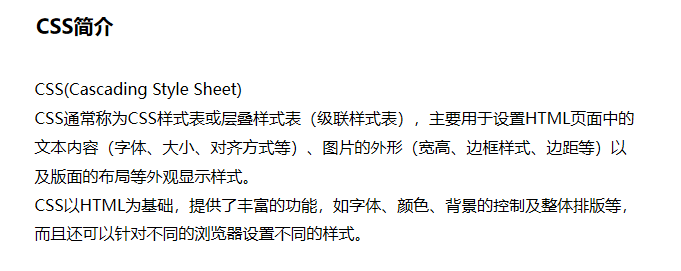 CSS简介
CSS(Cascading Style Sheet)
CSS通常称为CSS样式表或层叠样式表（级联样式表），主要用于设置HTML页面中的
文本内容（字体、大小、对齐方式等）、图片的外形（宽高、边框样式、边距等）以
及版面的布局等外观显示样式。
CSS以HTML为基础，提供了丰富的功能，如字体、颜色、背景的控制及整体排版等，
而且还可以针对不同的浏览器设置不同的样式。